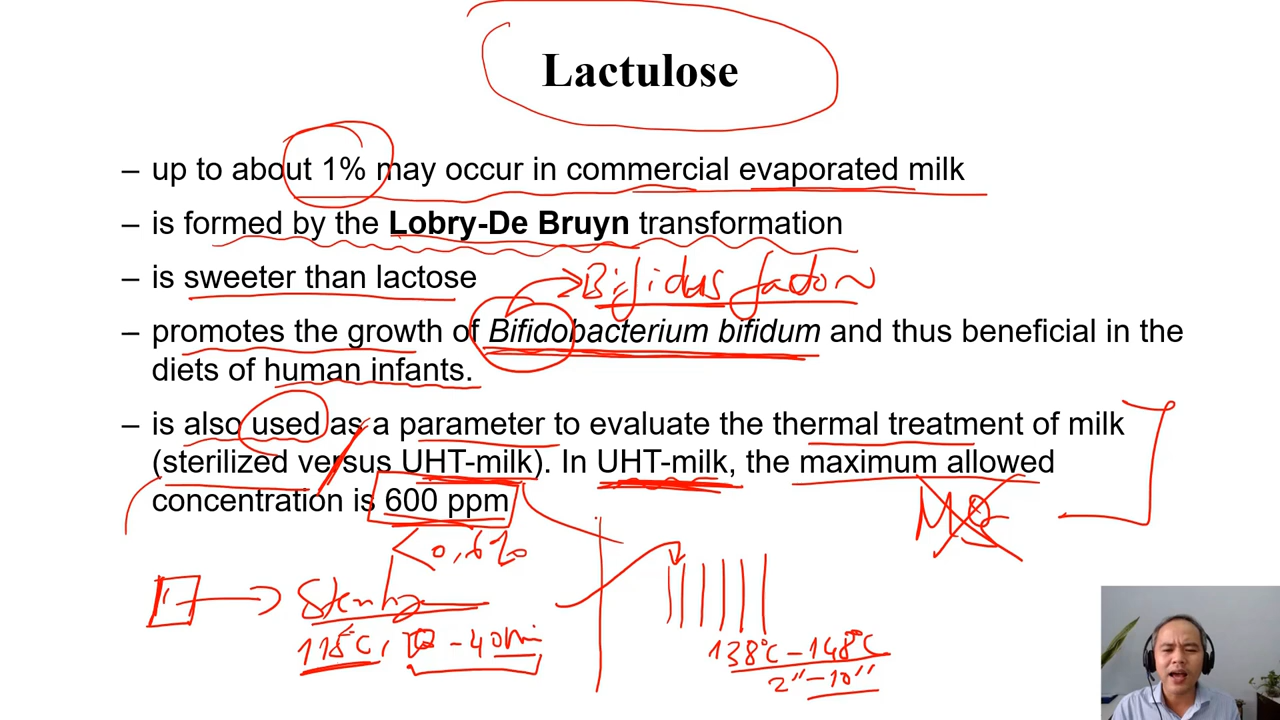 Lactulose
– up to about 1% may occur in commercial evaporated milk
– is formed by the Lobry-De Bruyn transformation
– is sweeter than lactose
Bifidus factor
– promotes the growth of Bifidobacterium bifidum and thus beneficial in the
diets of human infants.
– is also used as a parameter to evaluate the thermal treatment of milk
(sterilized versus UHT-milk). In UHT-milk, the maximum allowed
concentration is 600 ppm
<0,6%
118°C, - 40
138°C - 148°C
2" - 10"